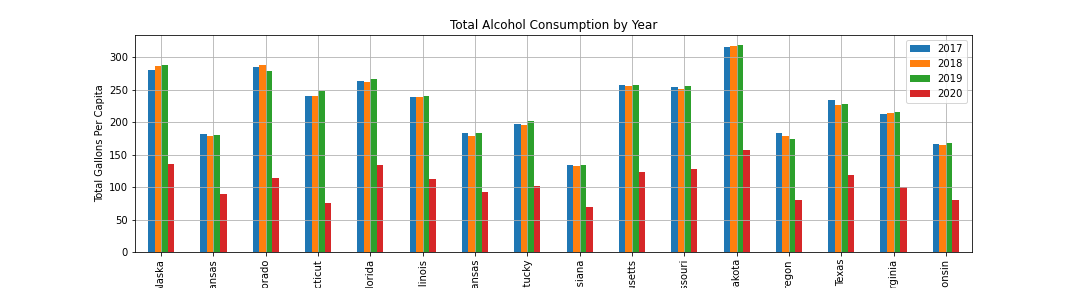 Total Alcohol Consumption by Year
Total Gallons Per Capita
300
250
200
150
100
50
0
2017
2018
2019
2020
laska
ansas
orado
cticut
lorida
linois
ansas
tucky
siana
usetts
ssouri
akota
regon
Texas
rginia
onsin